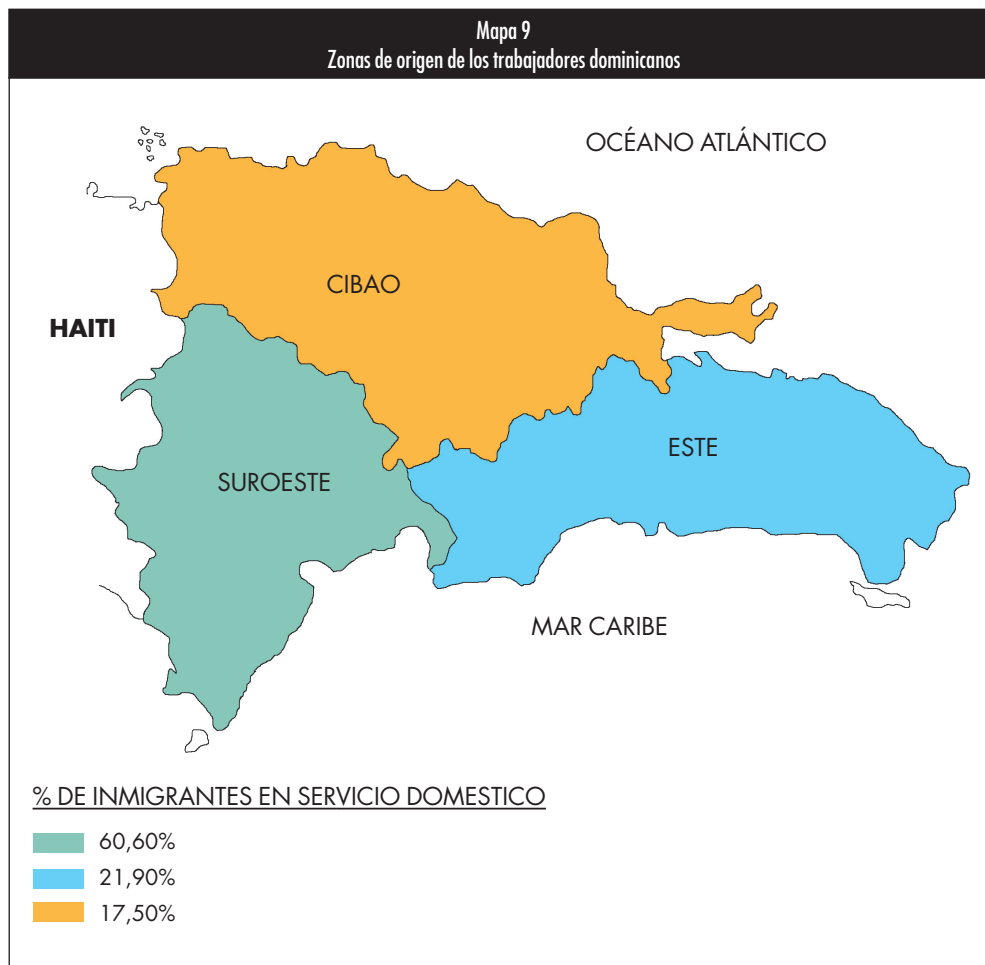 Mapa 9
Zonas de origen de los trabajadores dominicanos
OCÉANO ATLÁNTICO
CIBAO
HAITI
ESTE
SUROESTE
MAR CARIBE
% DE INMIGRANTES EN SERVICIO DOMESTICO
60,60%
21,90%
17,50%